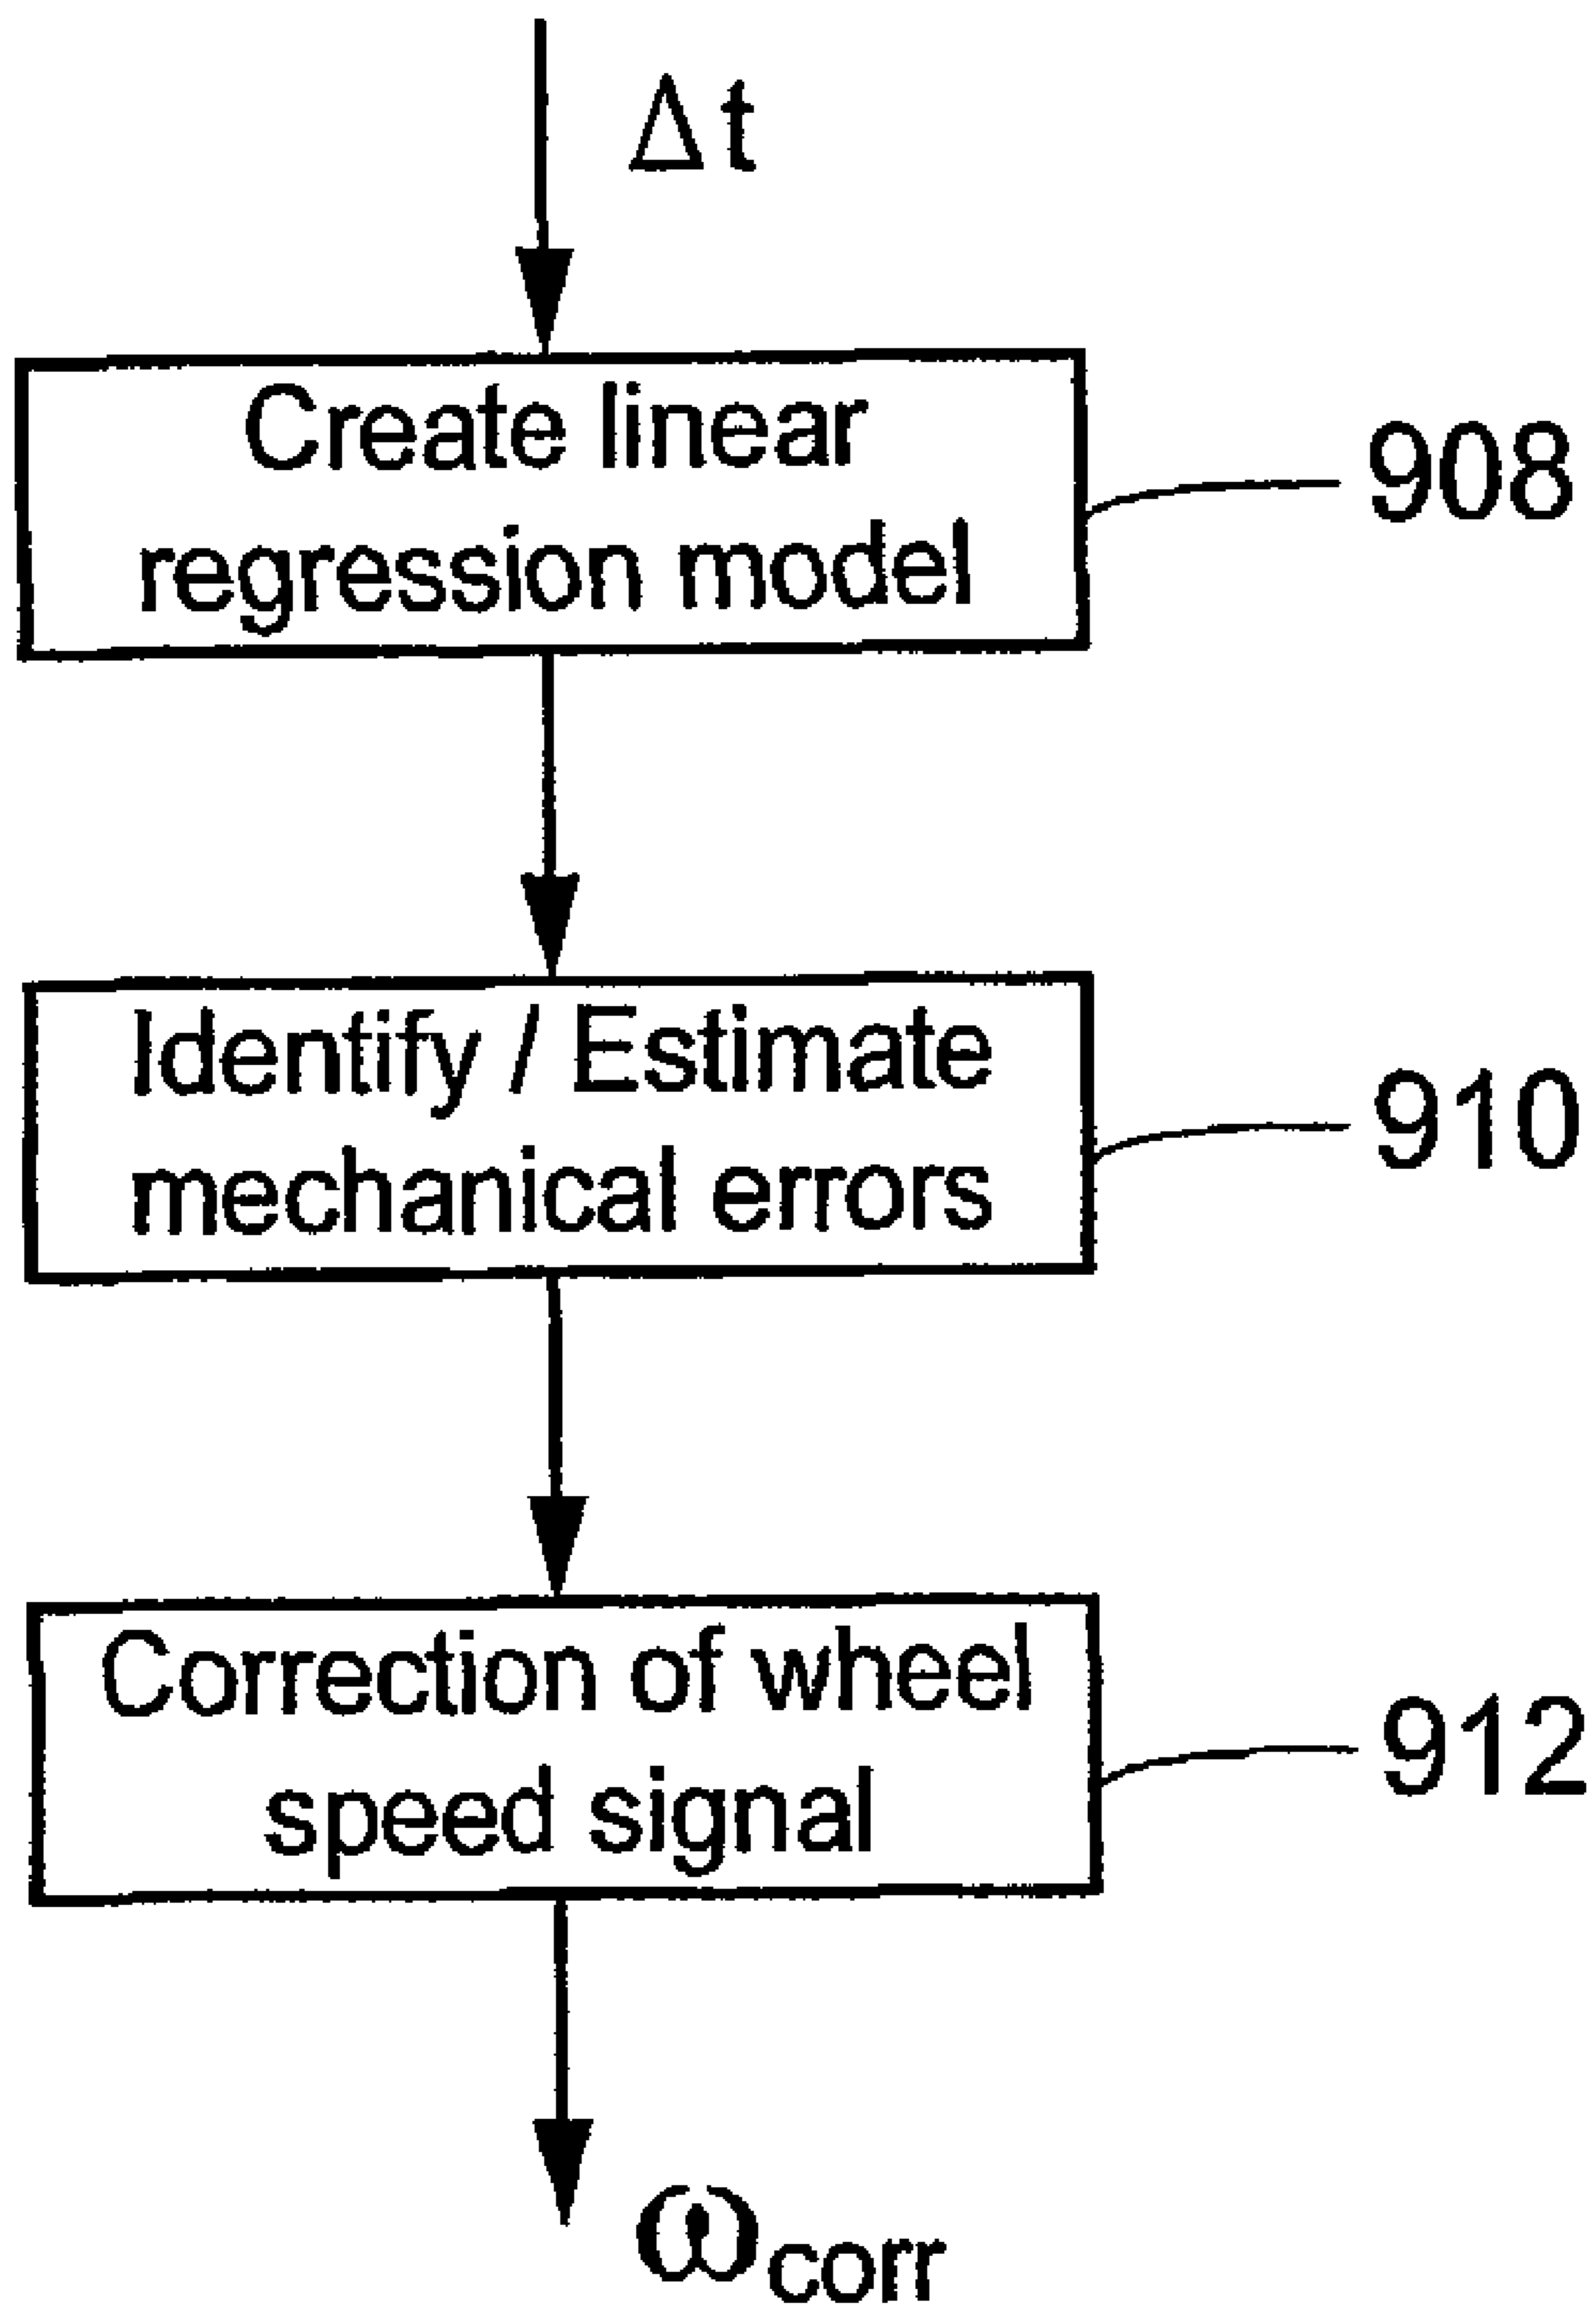 Δt
Create linear
regression model
908
Identify / Estimate
mechanical errors
910
Correction of wheel
speed signal
912
ωcorr